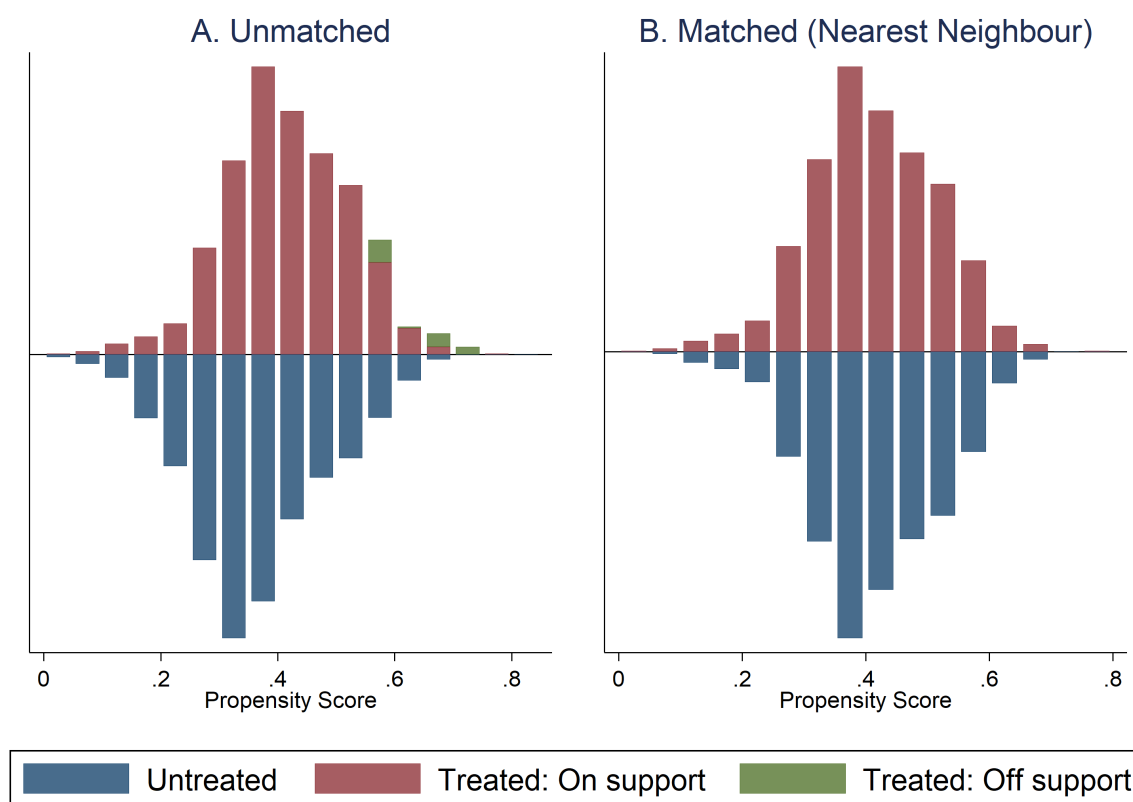 A. Unmatched
B. Matched (Nearest Neighbour)
0 .2 .4 .6 .8
Propensity Score
0 .2 .4 .6 .8
Propensity Score
Untreated
Treated: On support
Treated: Off support